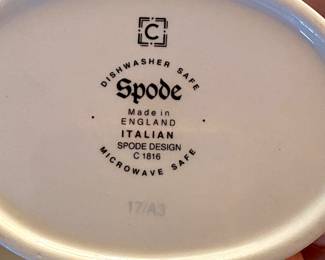 C
DISHWASHER SAFE
Spode
Made in
ENGLAND
ITALIAN
SPODE DESIGN
C 1816
MICROWAVE SAFE
17/A3